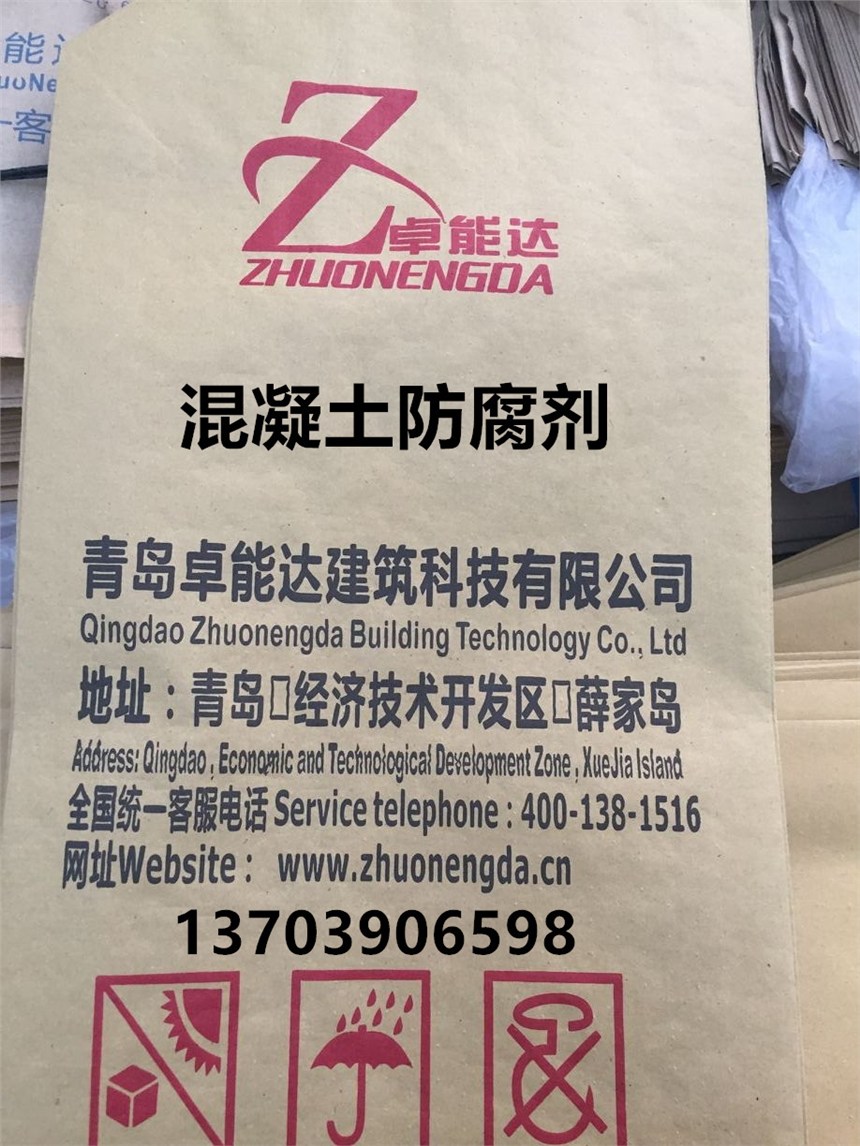 能
uoNe
一客
卓能达
ZHUONENGDA
混凝土防腐剂
青岛卓能达建筑科技有限公司
Qingdao Zhuonengda Building Technology Co., Ltd
地址：青岛□经济技术开发区□薛家岛
Address: Qingdao, Economic and Technological Development Zone, XueJia Island
全国统一客服电话 Service telephone : 400-138-1516
网址Website： www.zhuonengda.cn
13703906598